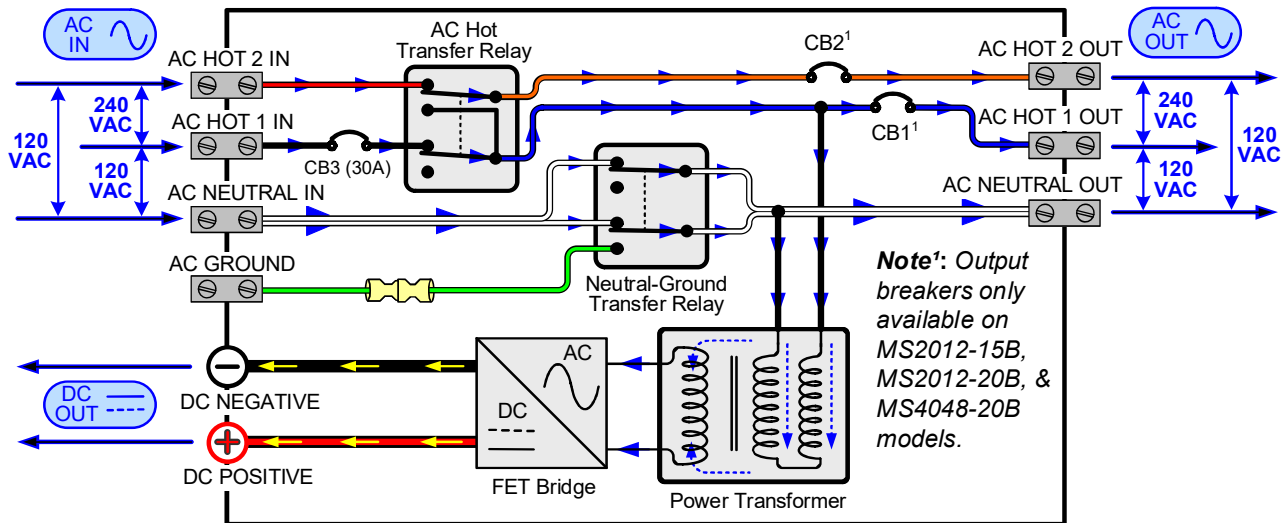 AC
IN
AC HOT 2 IN
240
VAC
AC HOT 1 IN
120
VAC
120
VAC
AC NEUTRAL IN
AC GROUND
CB3 (30A)
AC Hot
Transfer Relay
Neutral-Ground
Transfer Relay
CB2¹
CB1¹
AC
OUT
AC HOT 2 OUT
240
VAC
AC HOT 1 OUT
120
VAC
120
VAC
AC NEUTRAL OUT
Note¹: Output
breakers only
available on
MS2012-15B,
MS2012-20B, &
MS4048-20B
models.
DC
OUT
DC NEGATIVE
DC POSITIVE
AC
DC
FET Bridge
Power Transformer